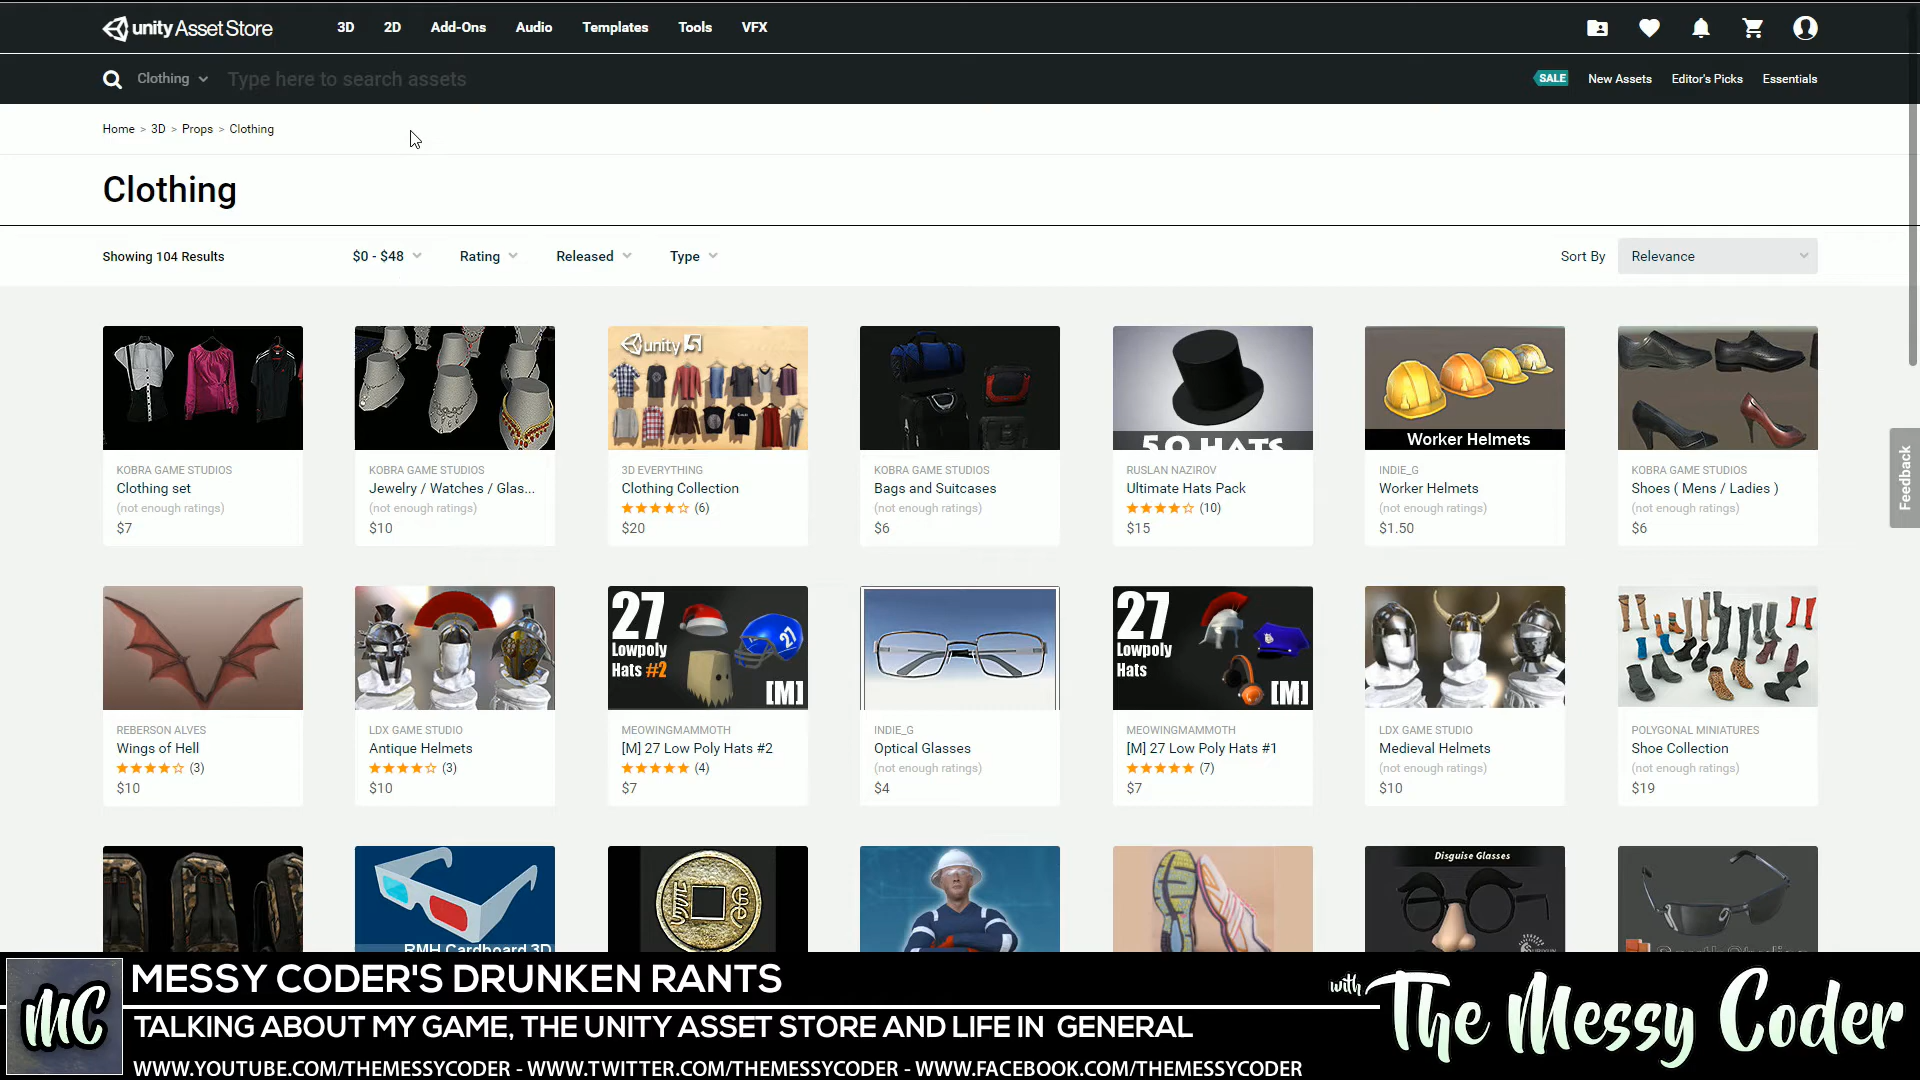 unity Asset Store
3D 2D Add-Ons Audio Templates Tools VFX
Clothing Type here to search assets
SALE New Assets Editor's Picks Essentials
Home > 3D > Props > Clothing
Clothing
Showing 104 Results $0 - $48 Rating Released Type
Sort By Relevance
unity 5
50 HATS
Worker Helmets
KOBRA GAME STUDIOS
Clothing set
(not enough ratings)
$7
KOBRA GAME STUDIOS
Jewelry / Watches / Glas...
(not enough ratings)
$10
3D EVERYTHING
Clothing Collection
(6)
$20
KOBRA GAME STUDIOS
Bags and Suitcases
(not enough ratings)
$6
RUSLAN NAZIROV
Ultimate Hats Pack
(10)
$15
INDIE_G
Worker Helmets
(not enough ratings)
$1.50
KOBRA GAME STUDIOS
Shoes ( Mens / Ladies )
(not enough ratings)
$6
Feedback
27
Lowpoly
Hats #2
27
[M]
27
Lowpoly
Hats
[M]
REBERSON ALVES
Wings of Hell
(3)
$10
LDX GAME STUDIO
Antique Helmets
(3)
$10
MEOWINGMAMMOTH
[M] 27 Low Poly Hats #2
(4)
$7
INDIE_G
Optical Glasses
(not enough ratings)
$4
MEOWINGMAMMOTH
[M] 27 Low Poly Hats #1
(7)
$7
LDX GAME STUDIO
Medieval Helmets
(not enough ratings)
$10
POLYGONAL MINIATURES
Shoe Collection
(not enough ratings)
$19
RMH Cardboard 3D
Disguise Glasses
MC
MESSY CODER'S DRUNKEN RANTS
TALKING ABOUT MY GAME, THE UNITY ASSET STORE AND LIFE IN GENERAL
WWW.YOUTUBE.COM/THEMESSYCODER - WWW.TWITTER.COM/THEMESSYCODER - WWW.FACEBOOK.COM/THEMESSYCODER
with The Messy Coder